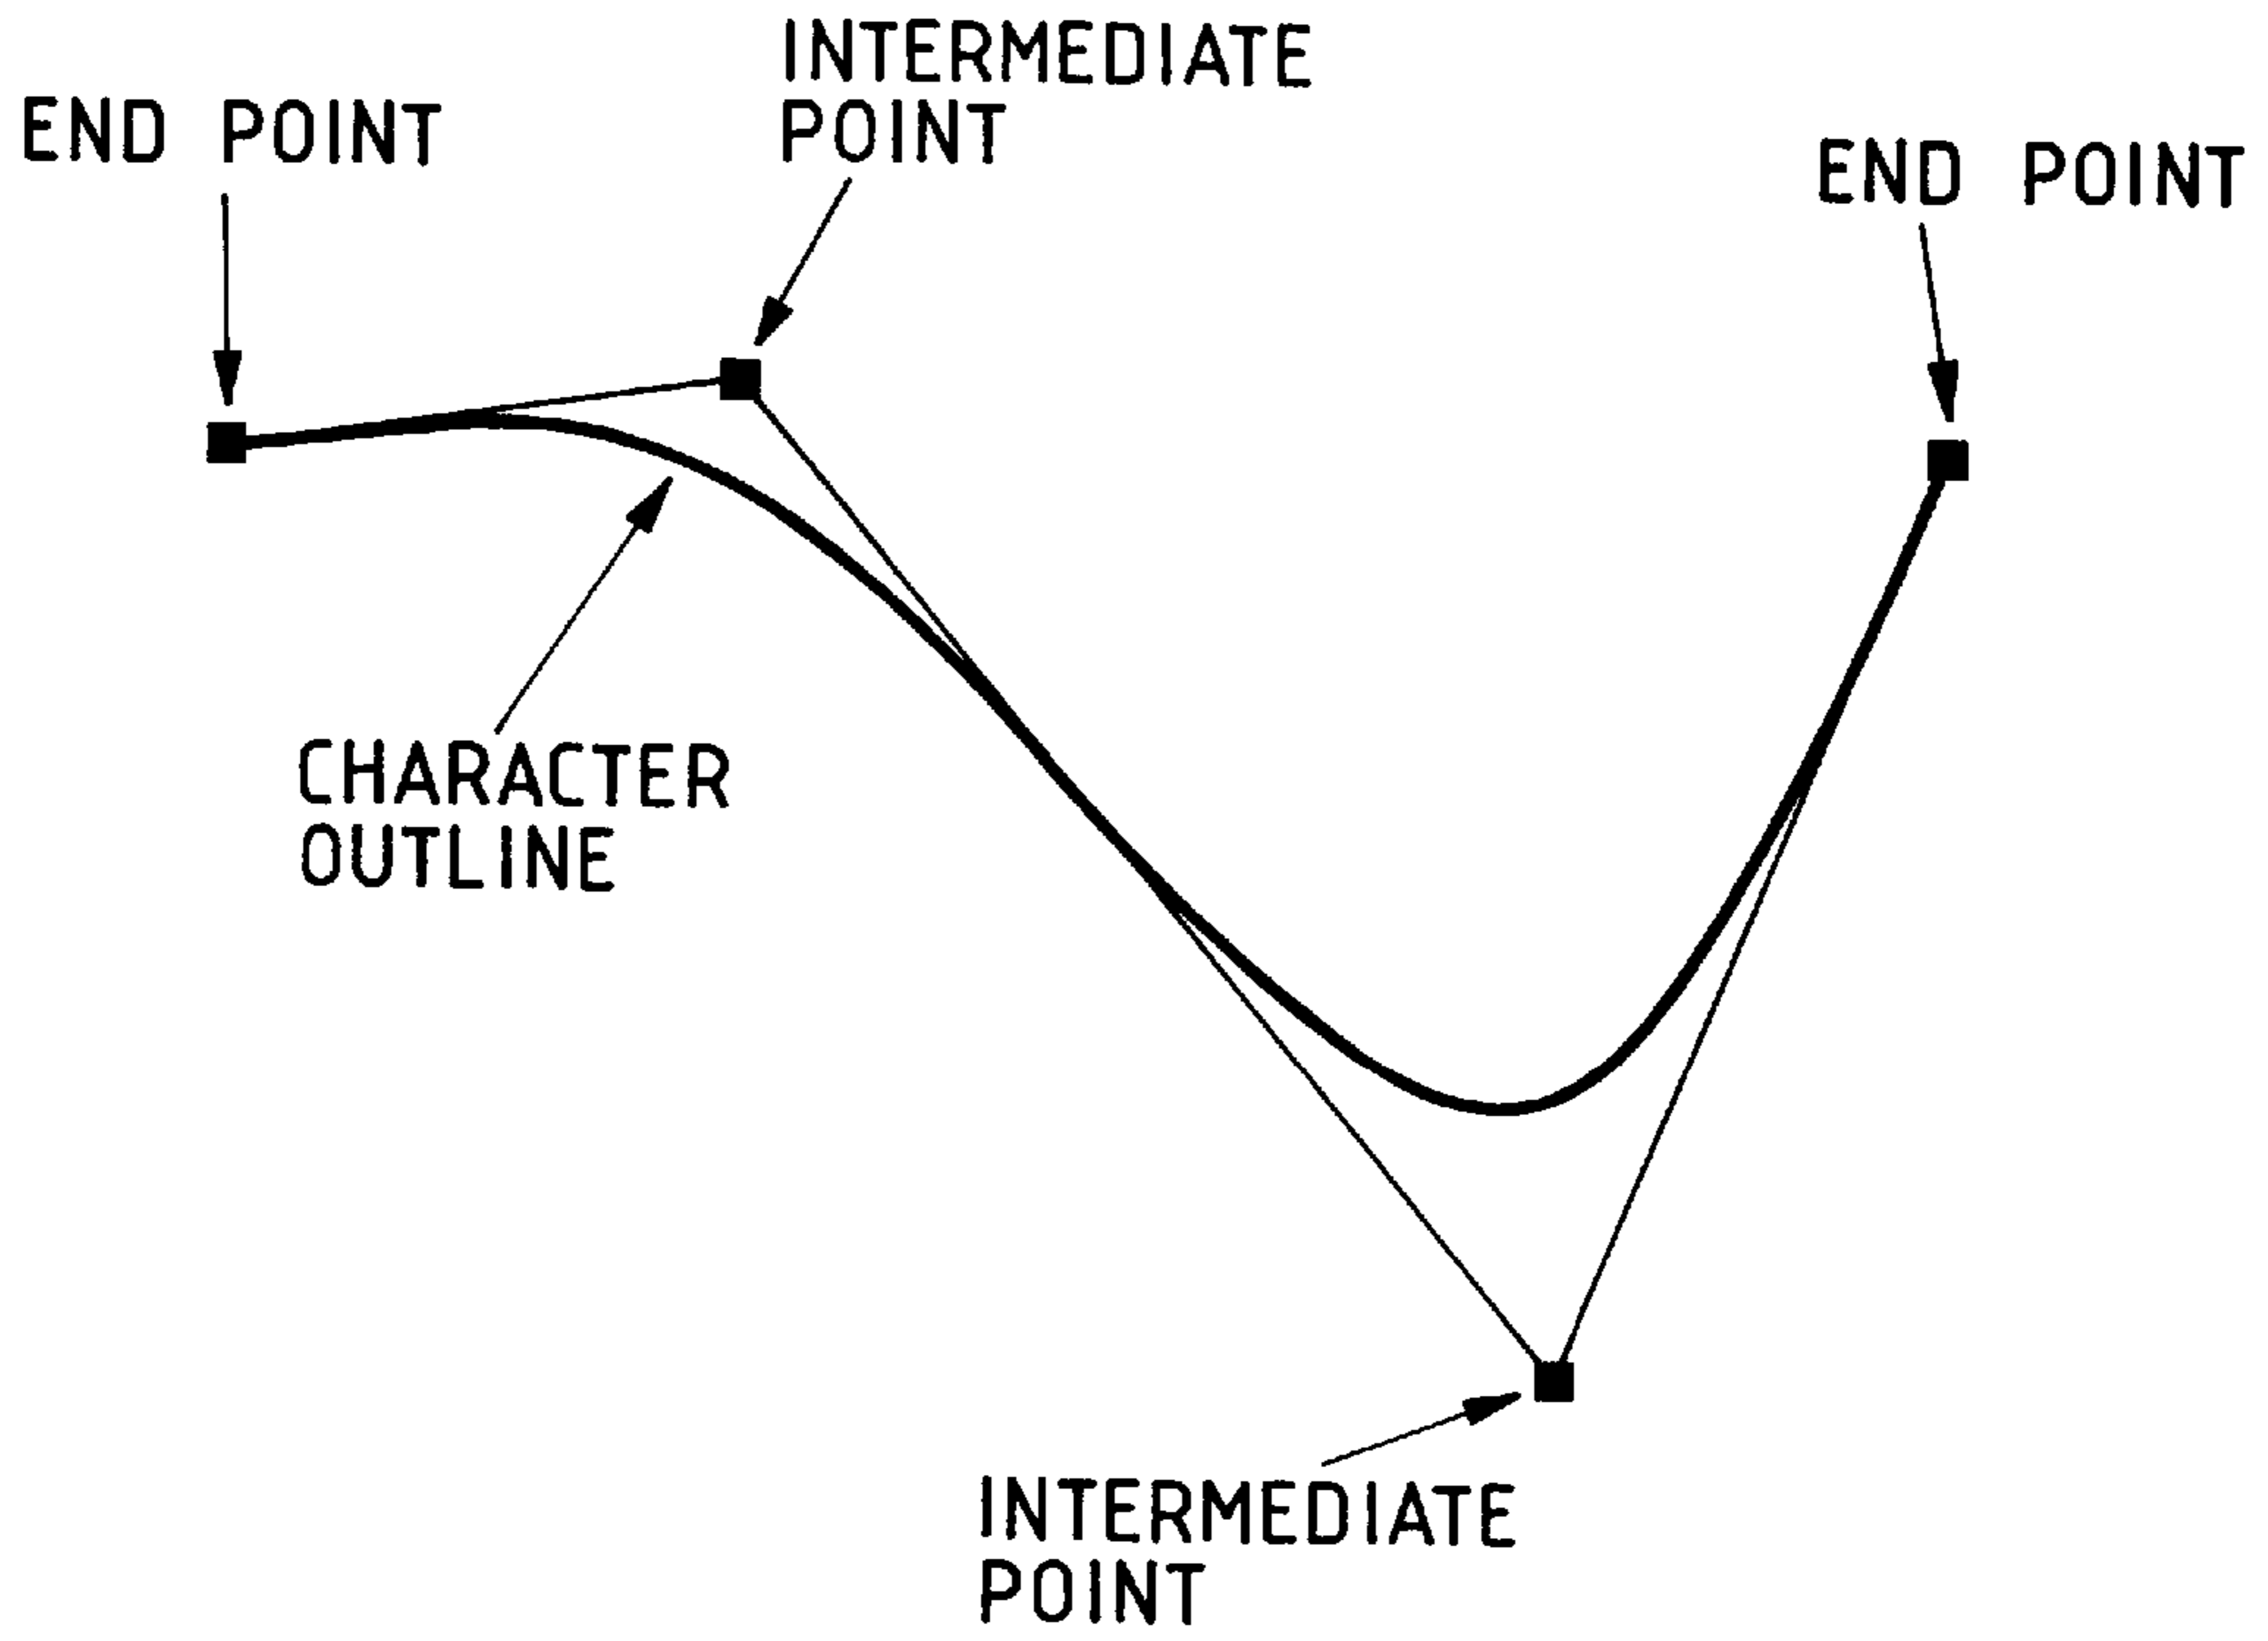 INTERMEDIATE
POINT
END POINT
END POINT
CHARACTER
OUTLINE
INTERMEDIATE
POINT